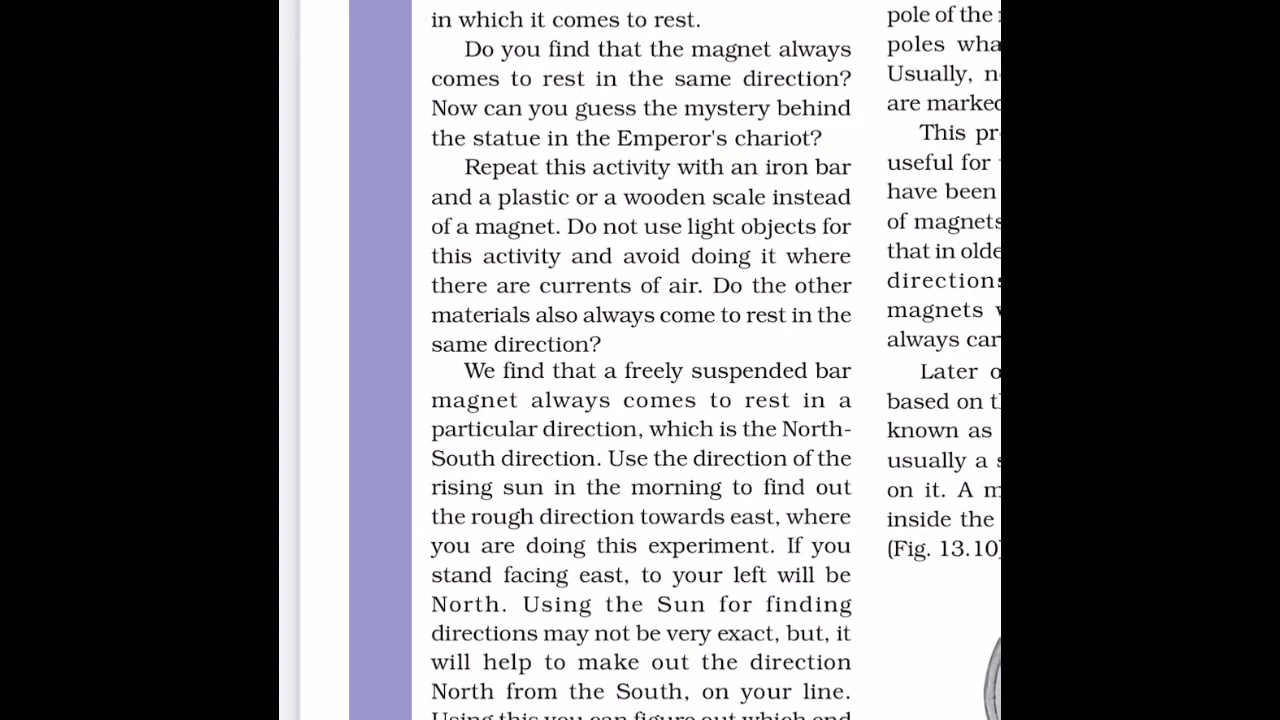 in which it comes to rest.
Do you find that the magnet always
comes to rest in the same direction?
Now can you guess the mystery behind
the statue in the Emperor's chariot?
Repeat this activity with an iron bar
and a plastic or a wooden scale instead
of a magnet. Do not use light objects for
this activity and avoid doing it where
there are currents of air. Do the other
materials also always come to rest in the
same direction?
We find that a freely suspended bar
magnet always comes to rest in a
particular direction, which is the North-
South direction. Use the direction of the
rising sun in the morning to find out
the rough direction towards east, where
you are doing this experiment. If you
stand facing east, to your left will be
North. Using the Sun for finding
directions may not be very exact, but, it
will help to make out the direction
North from the South, on your line.
Using this you can figure out which end
pole of the
poles
Usually,
are
This
useful for
have been
of magnets
that in
directions
magnets
always
Later
based on
known as
usually a
on it. A
inside the
(Fig. 13.10)